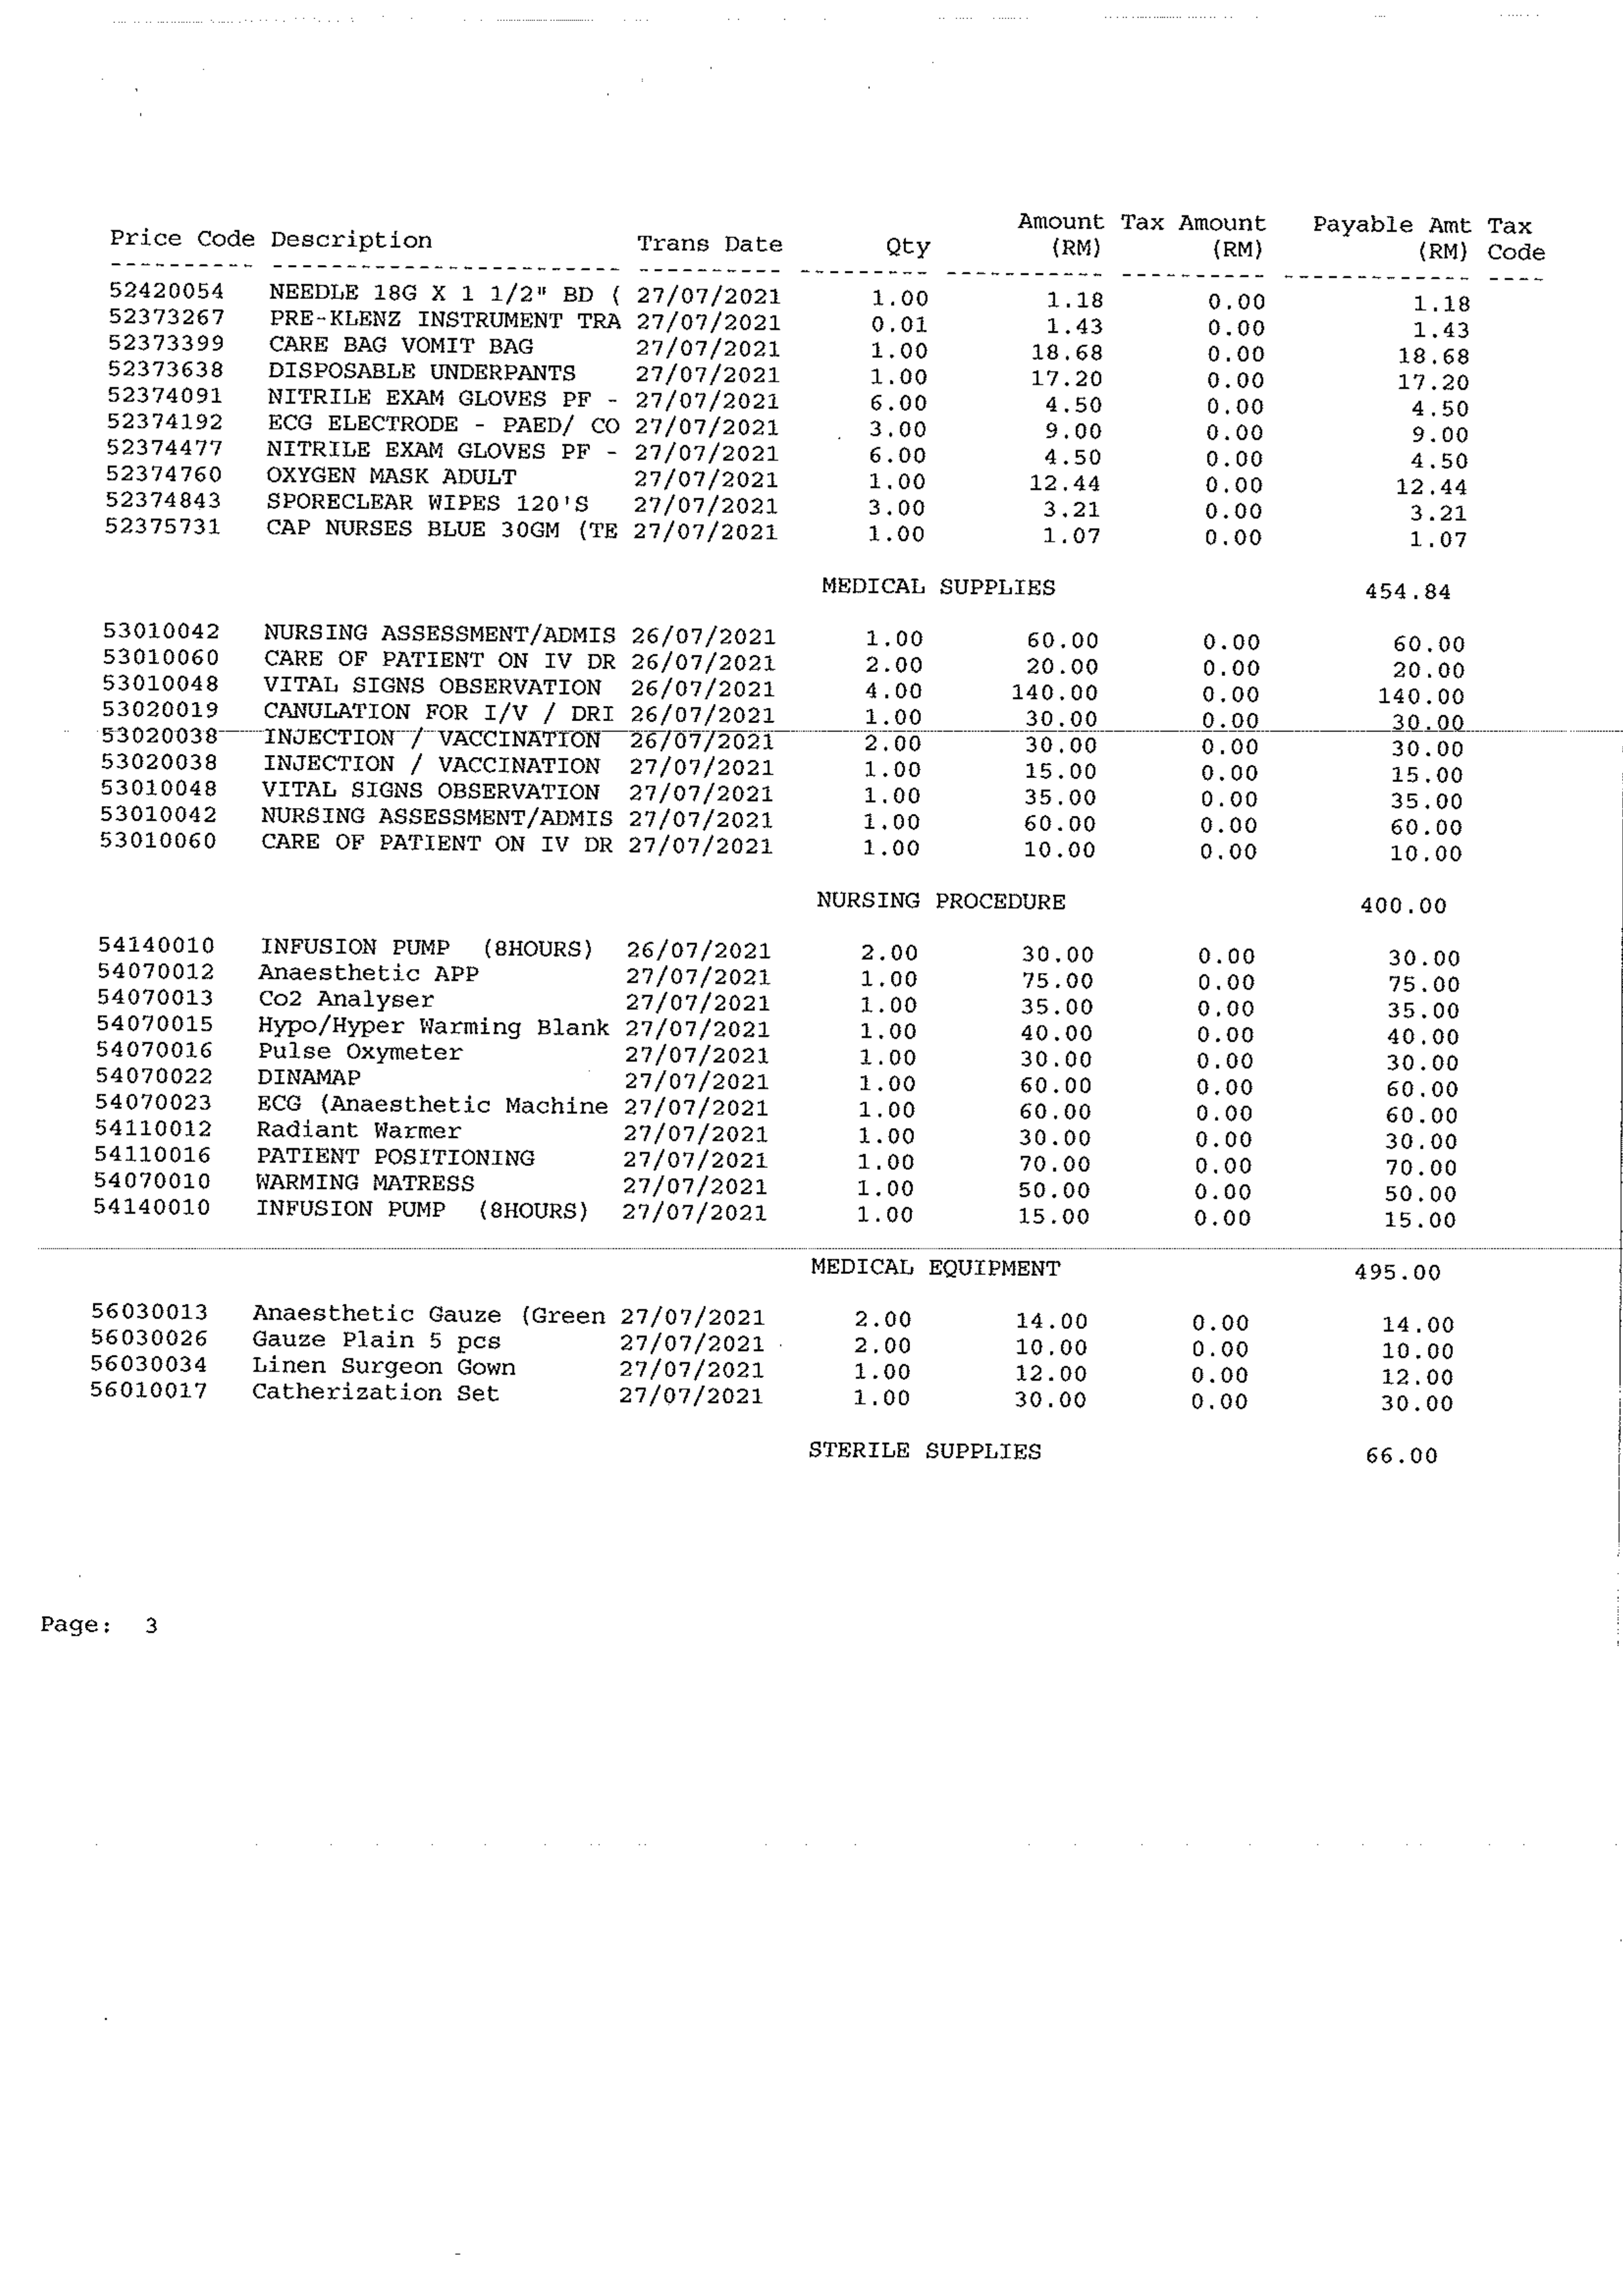 Amount Tax Amount Payable Amt Tax
Price Code Description Trans Date Qty (RM) (RM) (RM) Code
---------- ------------------------ ---------- --------- ----------- ---------- ------------- ----
52420054 NEEDLE 18G X 1 1/2" BD ( 27/07/2021 1.00 1.18 0.00 1.18
52373267 PRE-KLENZ INSTRUMENT TRA 27/07/2021 0.01 1.43 0.00 1.43
52373399 CARE BAG VOMIT BAG 27/07/2021 1.00 18.68 0.00 18.68
52373638 DISPOSABLE UNDERPANTS 27/07/2021 1.00 17.20 0.00 17.20
52374091 NITRILE EXAM GLOVES PF - 27/07/2021 6.00 4.50 0.00 4.50
52374192 ECG ELECTRODE - PAED/ CO 27/07/2021 3.00 9.00 0.00 9.00
52374477 NITRILE EXAM GLOVES PF - 27/07/2021 6.00 4.50 0.00 4.50
52374760 OXYGEN MASK ADULT 27/07/2021 1.00 12.44 0.00 12.44
52374843 SPORECLEAR WIPES 120'S 27/07/2021 3.00 3.21 0.00 3.21
52375731 CAP NURSES BLUE 30GM (TE 27/07/2021 1.00 1.07 0.00 1.07
MEDICAL SUPPLIES 454.84
53010042 NURSING ASSESSMENT/ADMIS 26/07/2021 1.00 60.00 0.00 60.00
53010060 CARE OF PATIENT ON IV DR 26/07/2021 2.00 20.00 0.00 20.00
53010048 VITAL SIGNS OBSERVATION 26/07/2021 4.00 140.00 0.00 140.00
53020019 CANULATION FOR I/V / DRI 26/07/2021 1.00 30.00 0.00 30.00
53020038 INJECTION / VACCINATION 26/07/2021 2.00 30.00 0.00 30.00
53020038 INJECTION / VACCINATION 27/07/2021 1.00 15.00 0.00 15.00
53010048 VITAL SIGNS OBSERVATION 27/07/2021 1.00 35.00 0.00 35.00
53010042 NURSING ASSESSMENT/ADMIS 27/07/2021 1.00 60.00 0.00 60.00
53010060 CARE OF PATIENT ON IV DR 27/07/2021 1.00 10.00 0.00 10.00
NURSING PROCEDURE 400.00
54140010 INFUSION PUMP (8HOURS) 26/07/2021 2.00 30.00 0.00 30.00
54070012 Anaesthetic APP 27/07/2021 1.00 75.00 0.00 75.00
54070013 Co2 Analyser 27/07/2021 1.00 35.00 0.00 35.00
54070015 Hypo/Hyper Warming Blank 27/07/2021 1.00 40.00 0.00 40.00
54070016 Pulse Oxymeter 27/07/2021 1.00 30.00 0.00 30.00
54070022 DINAMAP 27/07/2021 1.00 60.00 0.00 60.00
54070023 ECG (Anaesthetic Machine 27/07/2021 1.00 60.00 0.00 60.00
54110012 Radiant Warmer 27/07/2021 1.00 30.00 0.00 30.00
54110016 PATIENT POSITIONING 27/07/2021 1.00 70.00 0.00 70.00
54070010 WARMING MATRESS 27/07/2021 1.00 50.00 0.00 50.00
54140010 INFUSION PUMP (8HOURS) 27/07/2021 1.00 15.00 0.00 15.00
MEDICAL EQUIPMENT 495.00
56030013 Anaesthetic Gauze (Green 27/07/2021 2.00 14.00 0.00 14.00
56030026 Gauze Plain 5 pcs 27/07/2021 2.00 10.00 0.00 10.00
56030034 Linen Surgeon Gown 27/07/2021 1.00 12.00 0.00 12.00
56010017 Catherization Set 27/07/2021 1.00 30.00 0.00 30.00
STERILE SUPPLIES 66.00
Page: 3